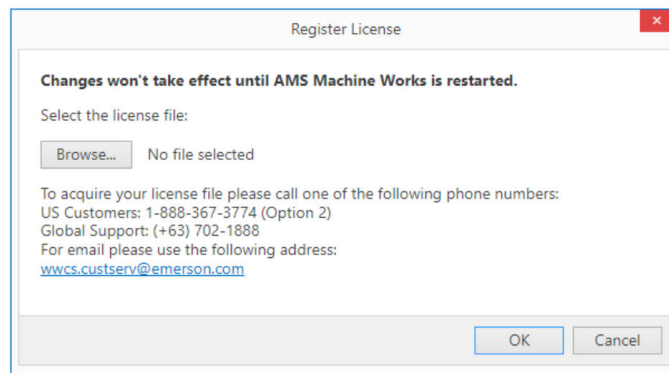 Register License
Changes won't take effect until AMS Machine Works is restarted.
Select the license file:
Browse... No file selected
To acquire your license file please call one of the following phone numbers:
US Customers: 1-888-367-3774 (Option 2)
Global Support: (+63) 702-1888
For email please use the following address:
wwcs.custserv@emerson.com
OK Cancel